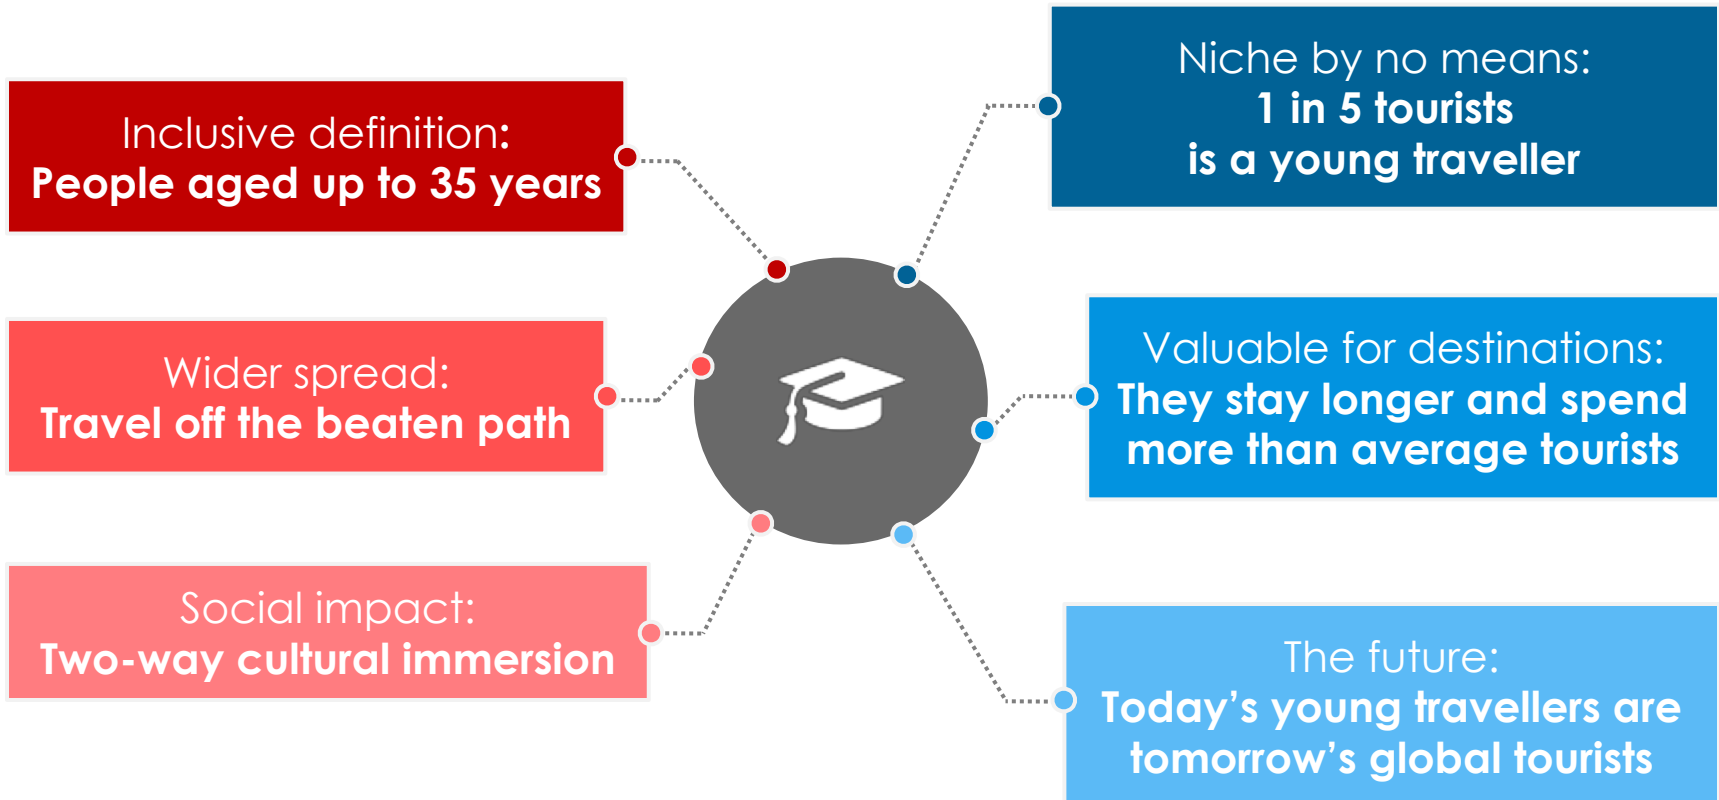 Inclusive definition:
People aged up to 35 years
Wider spread:
Travel off the beaten path
Social impact:
Two-way cultural immersion
Niche by no means:
1 in 5 tourists
is a young traveller
Valuable for destinations:
They stay longer and spend
more than average tourists
The future:
Today’s young travellers are
tomorrow’s global tourists